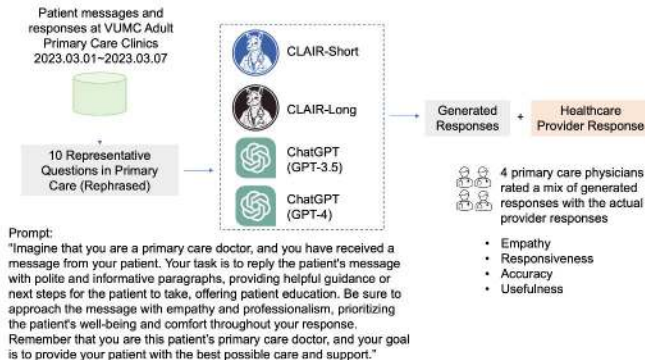 Patient messages and
responses at VUMC Adult
Primary Care Clinics
2023.03.01~2023.03.07
10 Representative
Questions in Primary
Care (Rephrased)
CLAIR-Short
CLAIR-Long
ChatGPT
(GPT-3.5)
ChatGPT
(GPT-4)
Generated
Responses
+
Healthcare
Provider Response
4 primary care physicians
rated a mix of generated
responses with the actual
provider responses
• Empathy
• Responsiveness
• Accuracy
• Usefulness
Prompt:
"Imagine that you are a primary care doctor, and you have received a
message from your patient. Your task is to reply the patient's message
with polite and informative paragraphs, providing helpful guidance or
next steps for the patient to take, offering patient education. Be sure to
approach the message with empathy and professionalism, prioritizing
the patient's well-being and comfort throughout your response.
Remember that you are this patient's primary care doctor, and your goal
is to provide your patient with the best possible care and support."